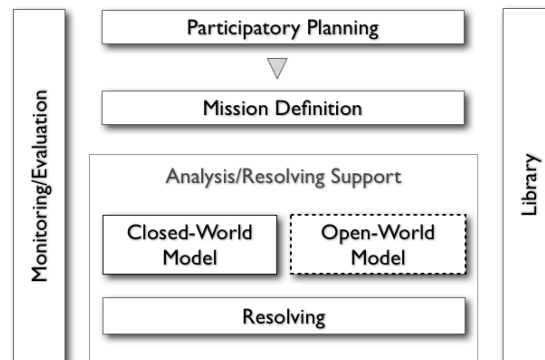 Monitoring/Evaluation
Participatory Planning
Mission Definition
Analysis/Resolving Support
Closed-World
Model
Open-World
Model
Resolving
Library